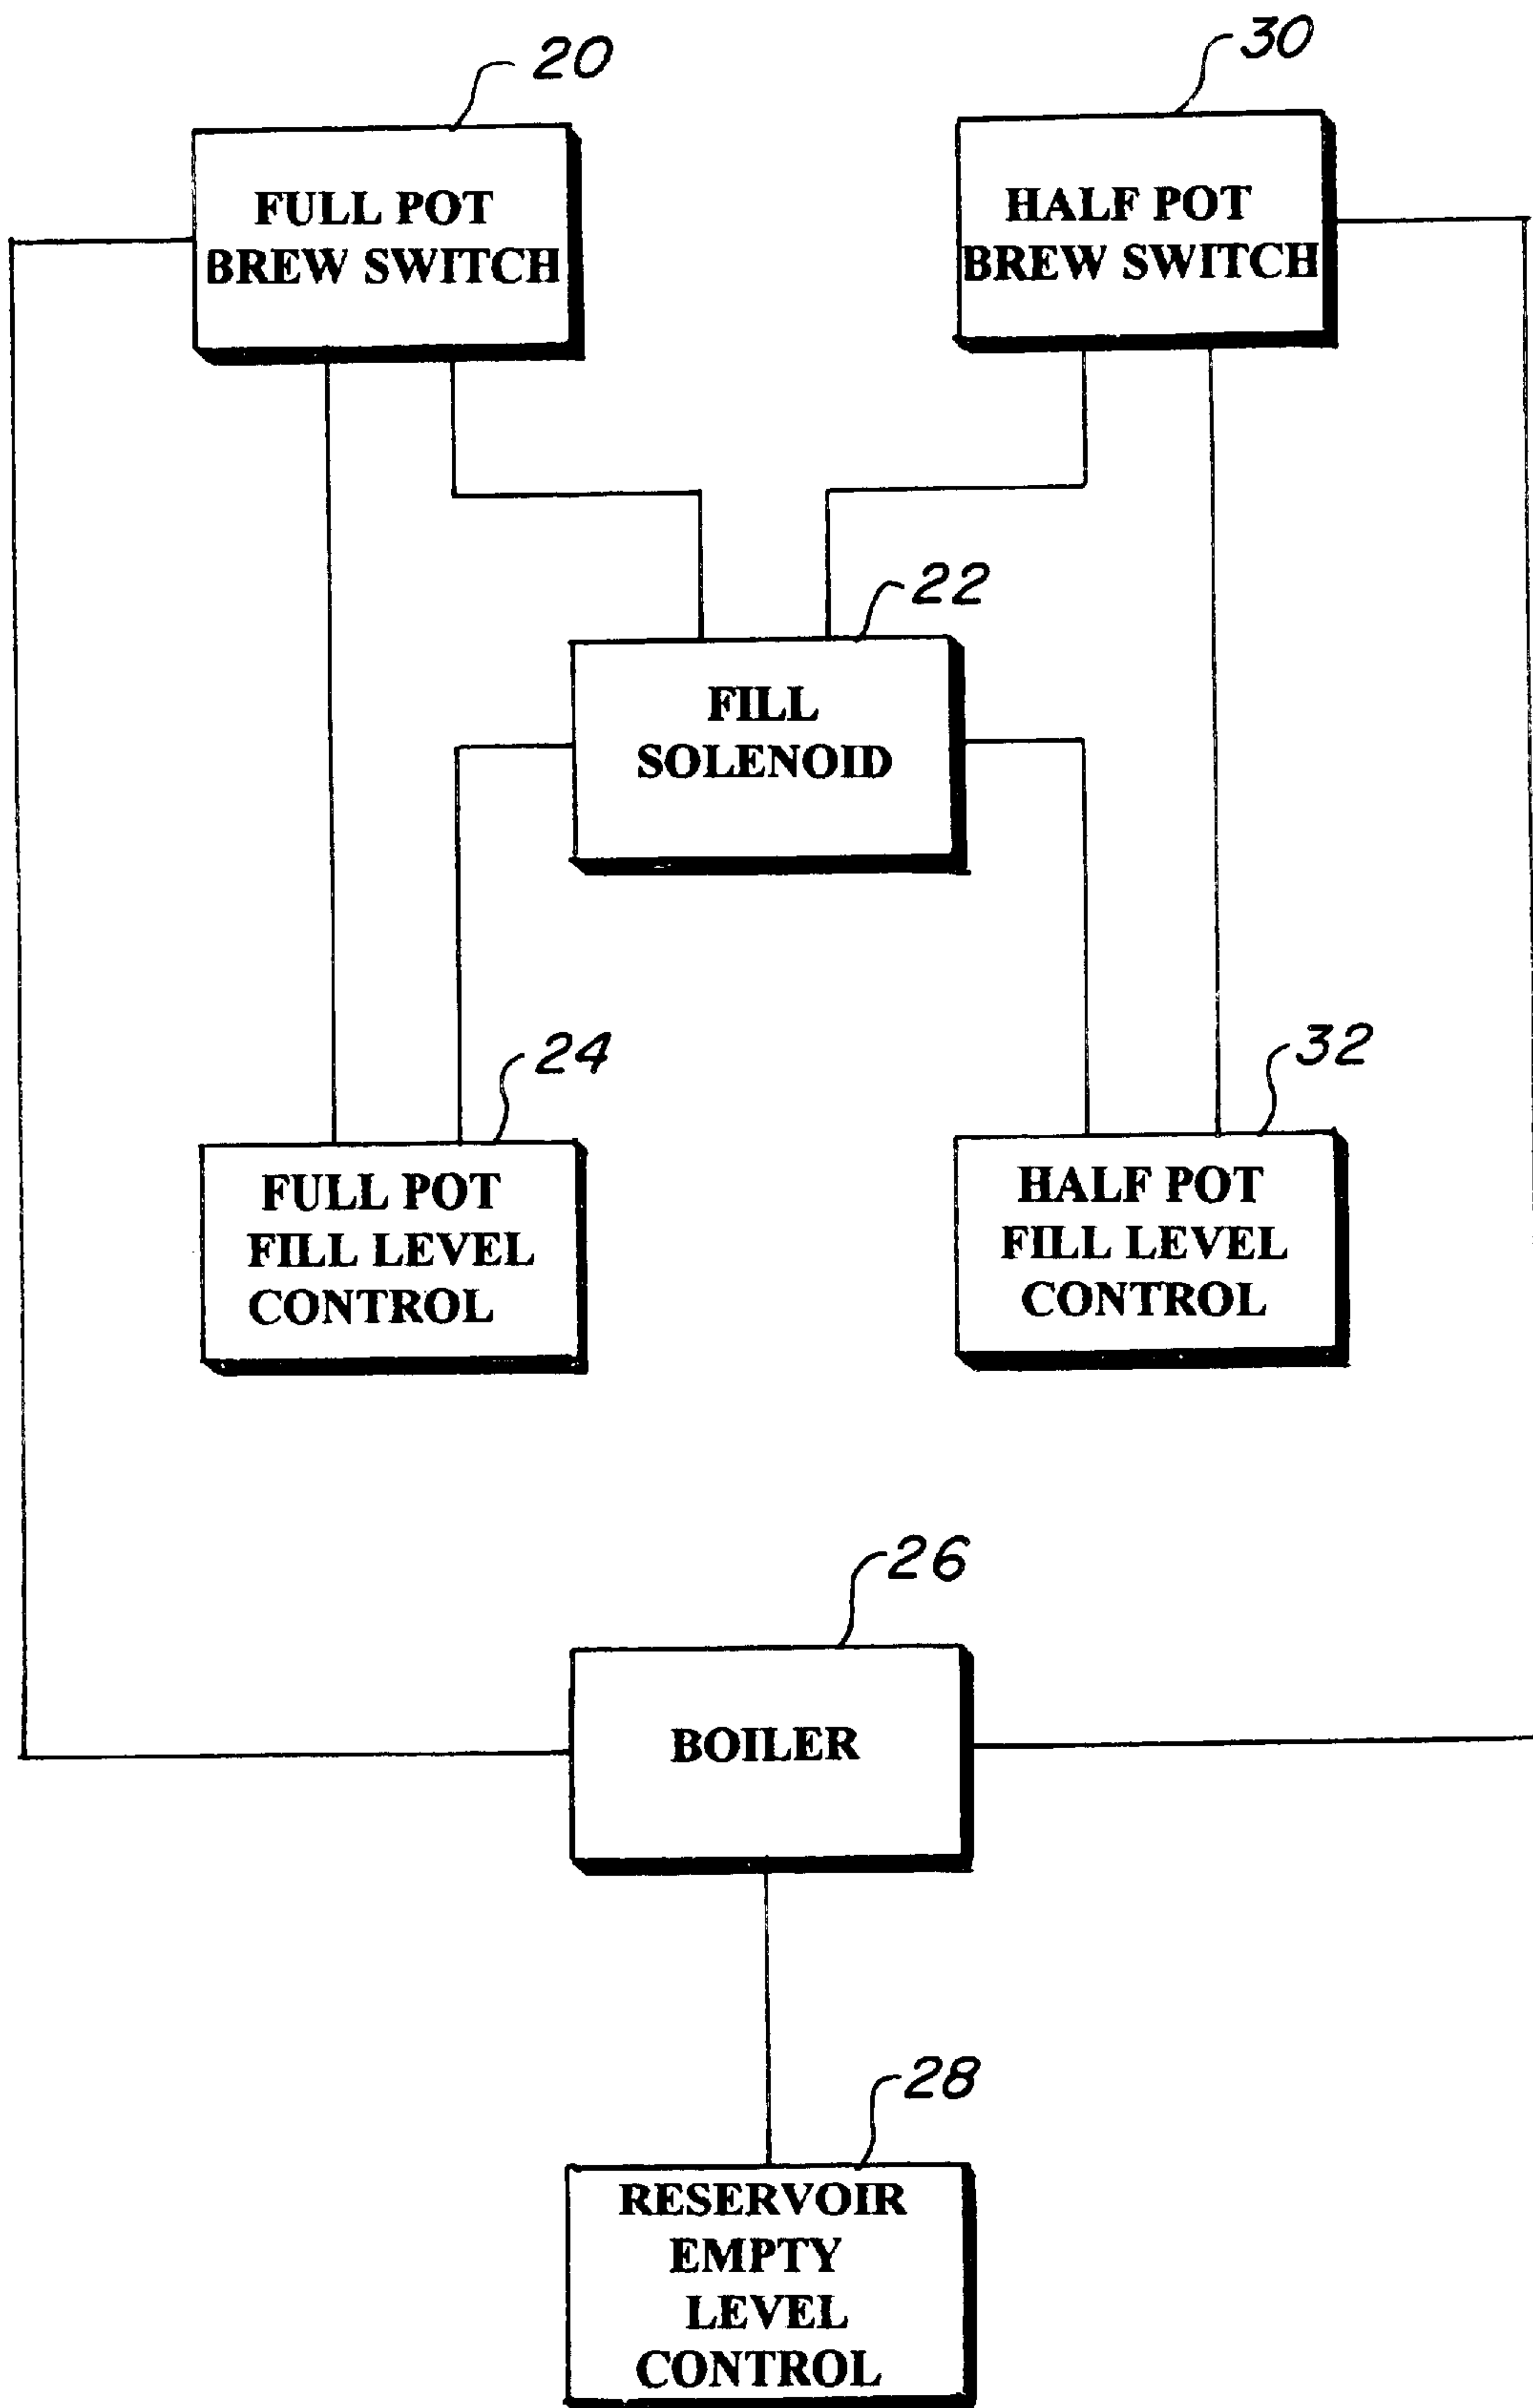 20
30
FULL POT
BREW SWITCH
HALF POT
BREW SWITCH
22
FILL
SOLENOID
24
32
FULL POT
FILL LEVEL
CONTROL
HALF POT
FILL LEVEL
CONTROL
26
BOILER
28
RESERVOIR
EMPTY
LEVEL
CONTROL